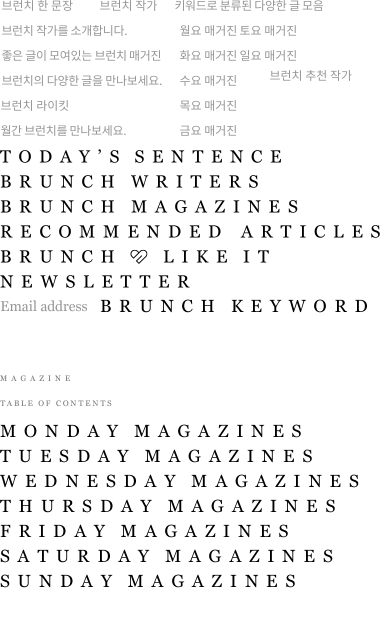 브런치 한 문장 브런치 작가 키워드로 분류된 다양한 글 모음
브런치 작가를 소개합니다. 월요 매거진 토요 매거진
좋은 글이 모여있는 브런치 매거진 화요 매거진 일요 매거진
브런치의 다양한 글을 만나보세요. 수요 매거진 브런치 추천 작가
브런치 라이킷 목요 매거진
월간 브런치를 만나보세요. 금요 매거진
TODAY’S SENTENCE
BRUNCH WRITERS
BRUNCH MAGAZINES
RECOMMENDED ARTICLES
BRUNCH LIKE IT
NEWSLETTER
Email address BRUNCH KEYWORD
MAGAZINE
TABLE OF CONTENTS
MONDAY MAGAZINES
TUESDAY MAGAZINES
WEDNESDAY MAGAZINES
THURSDAY MAGAZINES
FRIDAY MAGAZINES
SATURDAY MAGAZINES
SUNDAY MAGAZINES